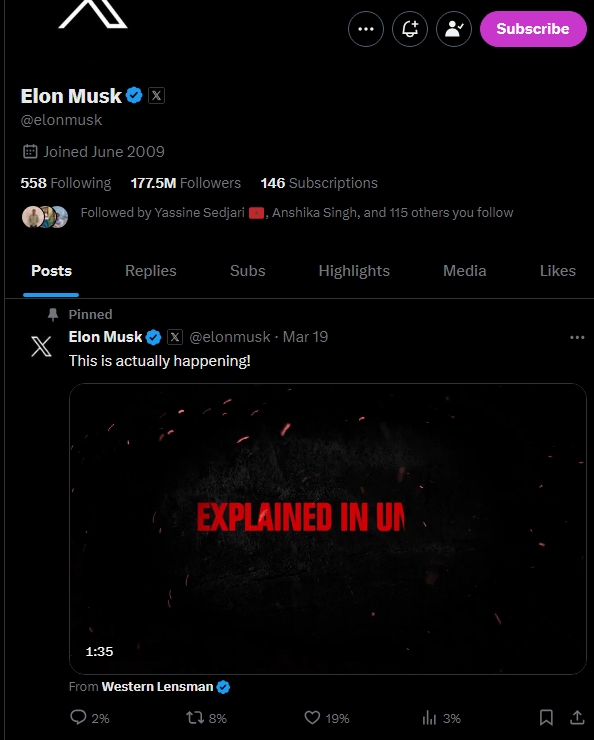 Subscribe
Elon Musk
@elonmusk
Joined June 2009
558 Following 177.5M Followers 146 Subscriptions
Followed by Yassine Sedjari, Anshika Singh, and 115 others you follow
Posts Replies Subs Highlights Media Likes
Pinned
Elon Musk @elonmusk · Mar 19
This is actually happening!
EXPLAINED IN UN
1:35
From Western Lensman
2% 8% 19% 3%